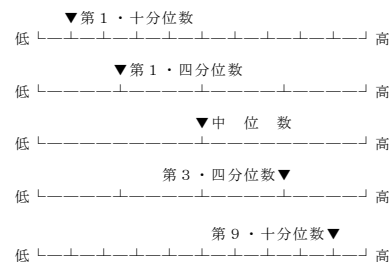 ▼第1・十分位数
低 高
▼第1・四分位数
低 高
▼中 位 数
低 高
第3・四分位数▼
低 高
第9・十分位数▼
低 高